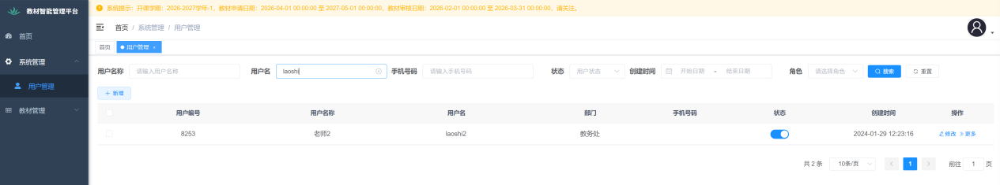 教材智能管理平台
系统提示：开课学期：2026-2027学年-1，教材申请日期：2026-04-01 00:00:00 至 2027-05-01 00:00:00，教材审核日期：2026-02-01 00:00:00 至 2026-03-31 00:00:00，请关注。
首页 / 系统管理 / 用户管理
首页
系统管理
用户管理
教材管理
首页 用户管理 ×
用户名称 请输入用户名称 用户名 laoshi 手机号码 请输入手机号码 状态 用户状态 创建时间 开始日期 - 结束日期 角色 请选择角色 搜索 重置
+ 新增
用户编号 用户名称 用户名 部门 手机号码 状态 创建时间 操作
8253 老师2 laoshi2 教务处 2024-01-29 12:23:16 修改 更多
共 2 条 10条/页 < 1 > 前往 1 页